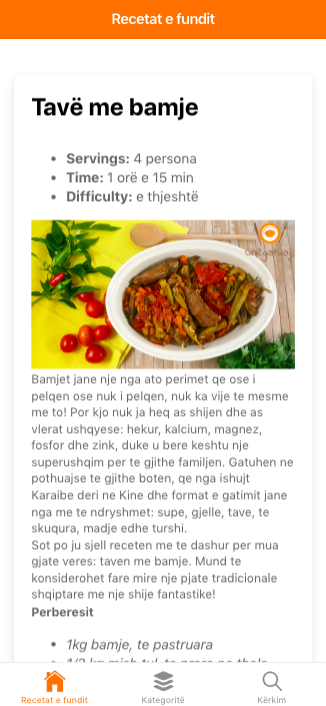 Recetat e fundit
Tavë me bamje
• Servings: 4 persona
• Time: 1 orë e 15 min
• Difficulty: e thjeshtë
Bamjet jane nje nga ato perimet qe ose i
pelqen ose nuk i pelqen, nuk ka vije te mesme
me to! Por kjo nuk ja heq as shijen dhe as
vlerat ushqyese: hekur, kalcium, magnez,
fosfor dhe zink, duke u bere keshtu nje
superushqim per te gjithe familjen. Gatuhen ne
pothuajse te gjithe boten, qe nga ishujt
Karaibe deri ne Kine dhe format e gatimit jane
nga me te ndryshmet: supe, gjelle, tave, te
skuqura, madje edhe turshi.
Sot po ju sjell receten me te dashur per mua
gjate veres: taven me bamje. Mund te
konsiderohet fare mire nje pjate tradicionale
shqiptare me nje shije fantastike!
Perberesit
• 1kg bamje, te pastruara
Recetat e fundit
Kategoritë
Kërkim